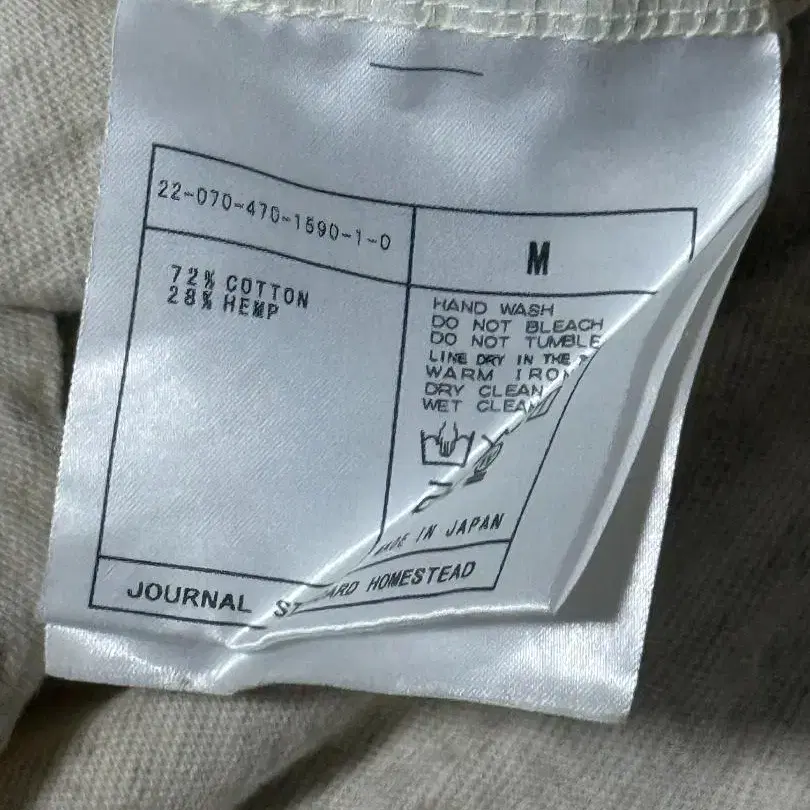 22-070-470-1590-1-0
M
72% COTTON
28% HEMP
HAND WASH
DO NOT BLEACH
DO NOT TUMBLE
LINE DRY IN THE
WARM IRON
DRY CLEAN
WET CLEAN
IN JAPAN
JOURNAL HOMESTEAD